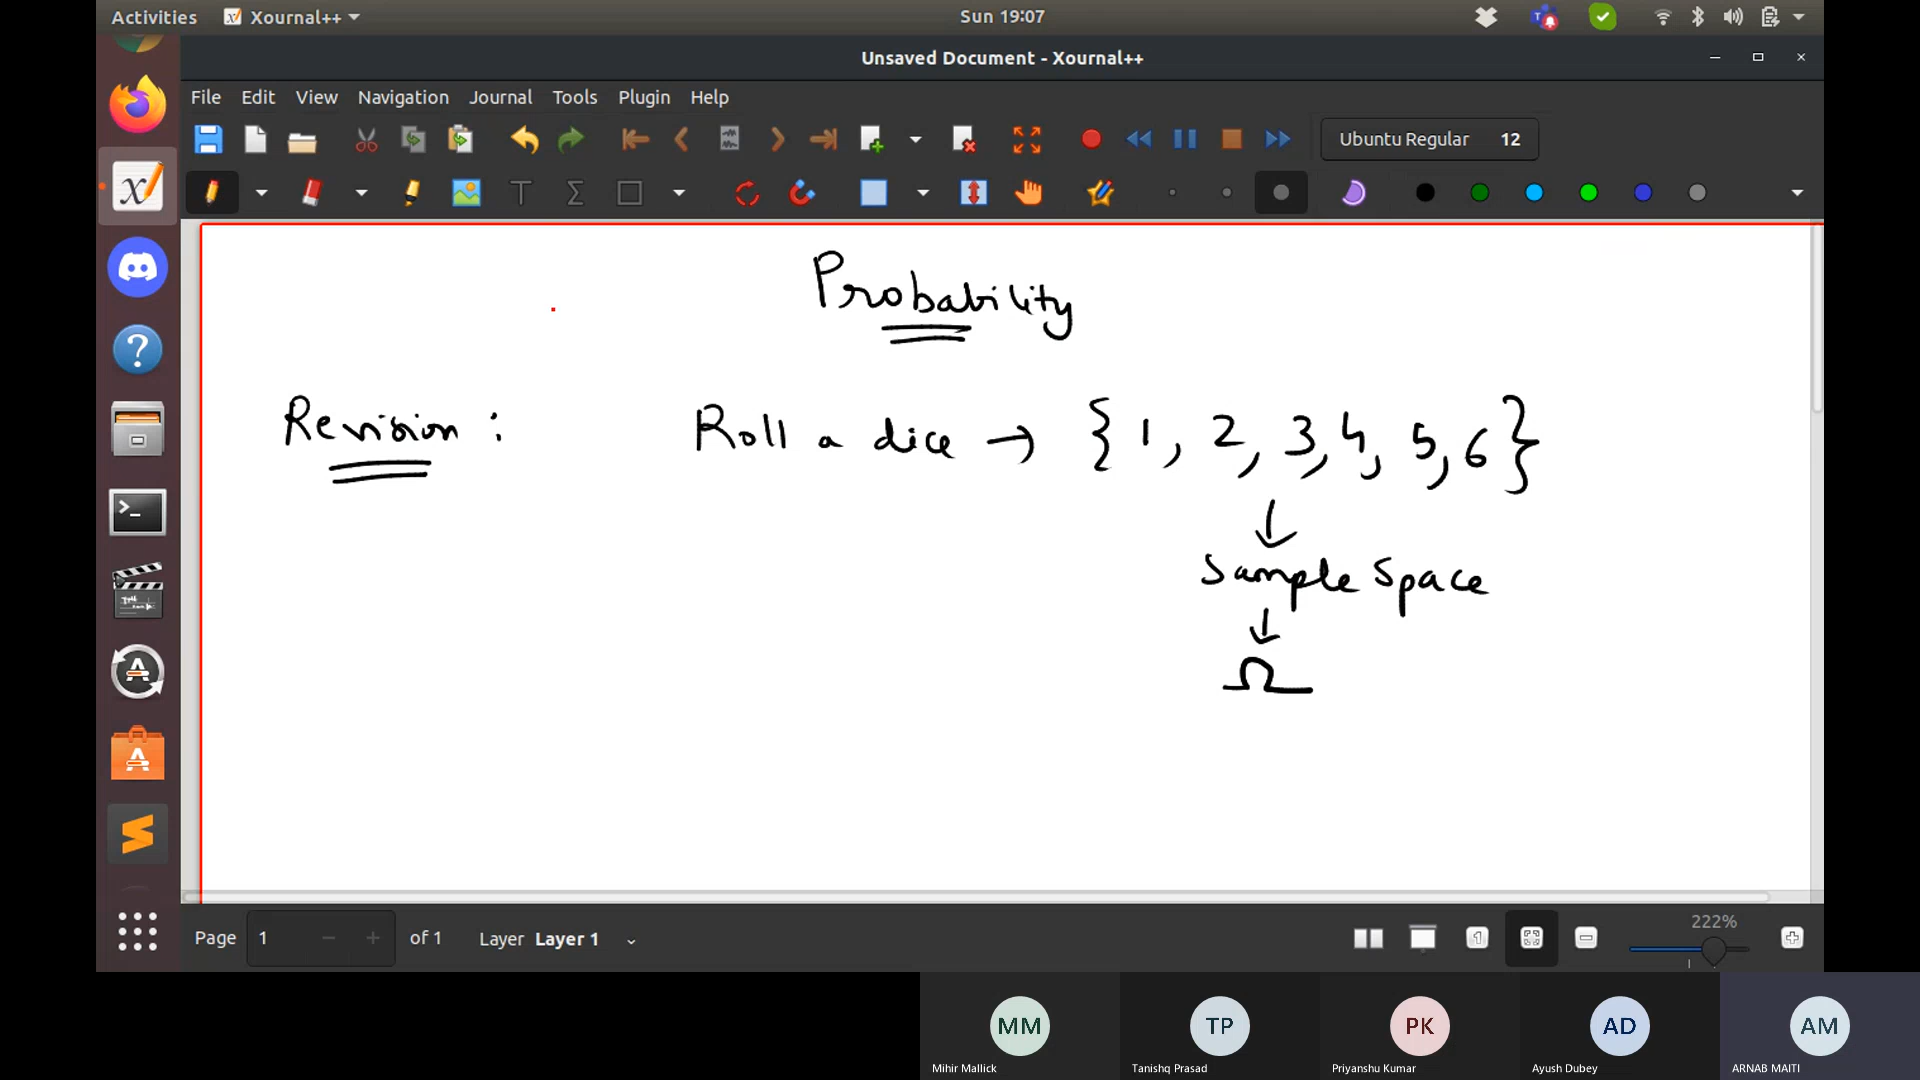 Activities Xournal++ Sun 19:07
Unsaved Document - Xournal++
File Edit View Navigation Journal Tools Plugin Help
Ubuntu Regular 12
Probability
Revision : Roll a dice → { 1, 2, 3, 4, 5, 6 }
↓
Sample Space
↓
Ω
Page 1 of 1 Layer Layer 1 222%
MM TP PK AD AM
Mihir Mallick Tanishq Prasad Priyanshu Kumar Ayush Dubey ARNAB MAITI